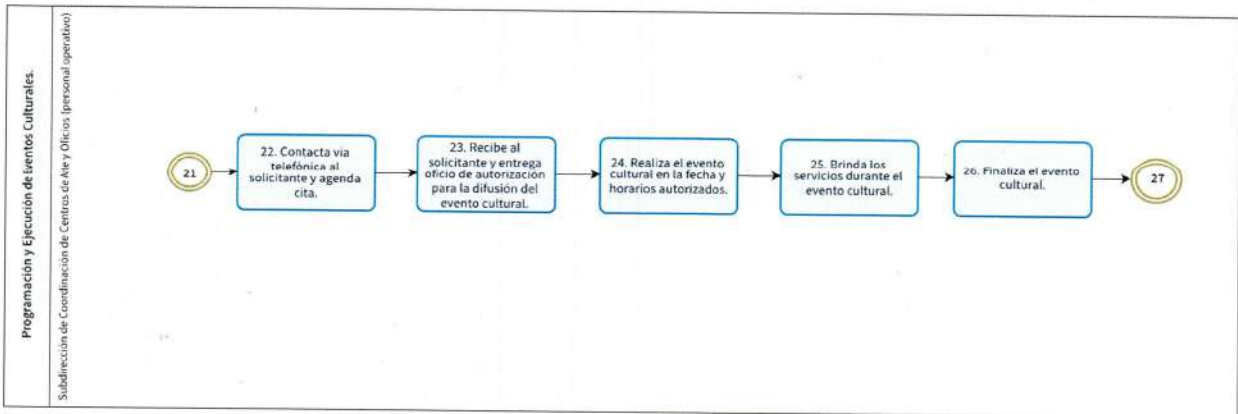 Programación y Ejecución de Eventos Culturales.
Subdirección de Coordinación de Centros de Arte y Oficios (personal operativo)
21
22. Contacta vía
telefónica al
solicitante y agenda
cita.
23. Recibe al
solicitante y entrega
oficio de autorización
para la difusión del
evento cultural.
24. Realiza el evento
cultural en la fecha y
horarios autorizados.
25. Brinda los
servicios durante el
evento cultural.
26. Finaliza el evento
cultural.
27